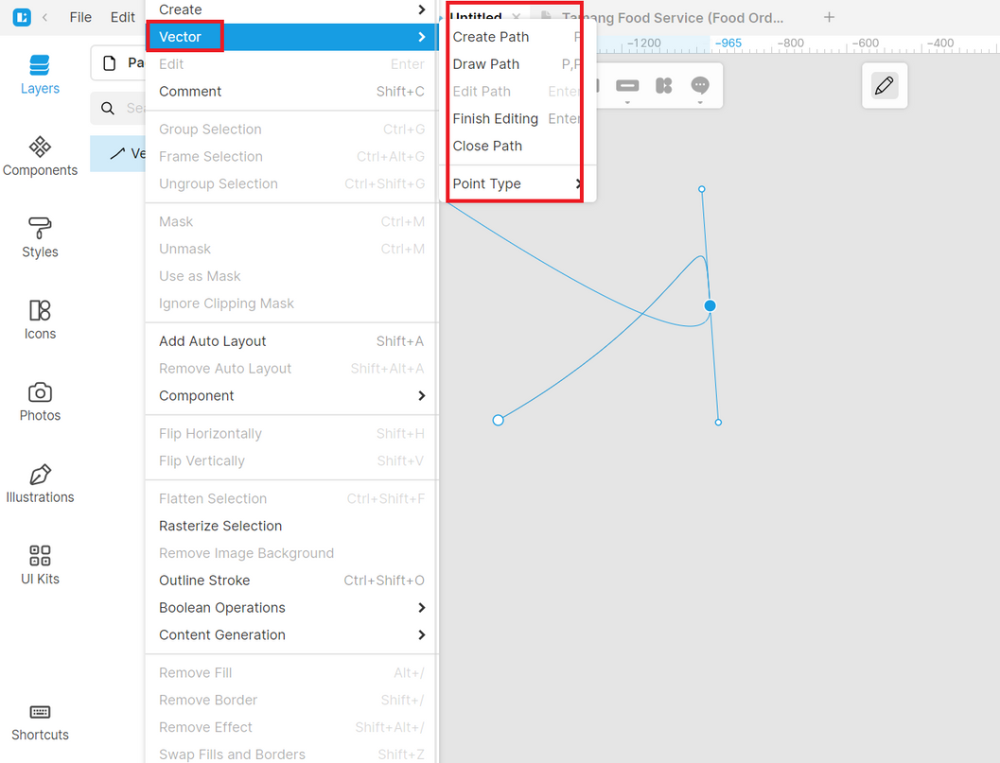 File
Edit
Untitled
Tamang Food Service (Food Ord...
Layers
Components
Styles
Icons
Photos
Illustrations
UI Kits
Shortcuts
Pa
Sea
Ve
Create
Vector
Edit Enter
Comment Shift+C
Group Selection Ctrl+G
Frame Selection Ctrl+Alt+G
Ungroup Selection Ctrl+Shift+G
Mask Ctrl+M
Unmask Ctrl+M
Use as Mask
Ignore Clipping Mask
Add Auto Layout Shift+A
Remove Auto Layout Shift+Alt+A
Component
Flip Horizontally Shift+H
Flip Vertically Shift+V
Flatten Selection Ctrl+Shift+F
Rasterize Selection
Remove Image Background
Outline Stroke Ctrl+Shift+O
Boolean Operations
Content Generation
Remove Fill Alt+/
Remove Border Shift+/
Remove Effect Shift+Alt+/
Swap Fills and Borders Shift+Z
Create Path P
Draw Path P,P
Edit Path Enter
Finish Editing Enter
Close Path
Point Type
-1200 -965 -800 -600 -400